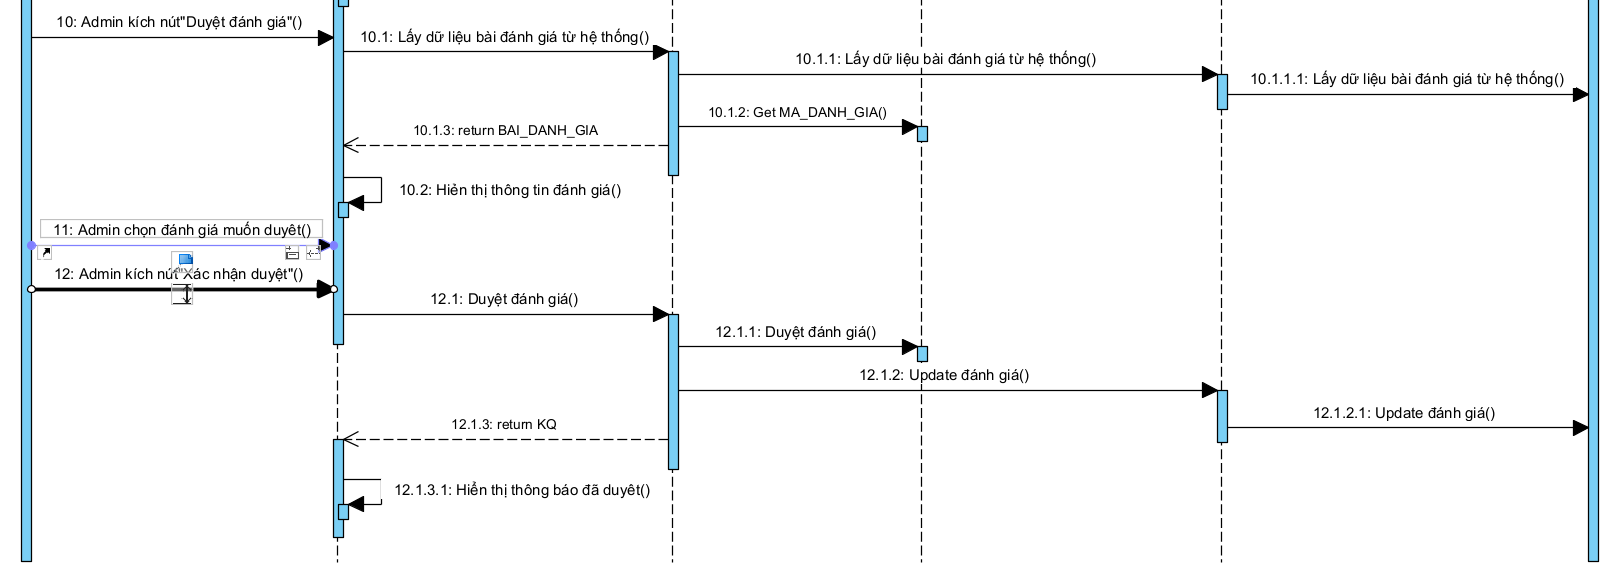 10: Admin kích nút"Duyệt đánh giá"()
10.1: Lấy dữ liệu bài đánh giá từ hệ thống()
10.1.1: Lấy dữ liệu bài đánh giá từ hệ thống()
10.1.1.1: Lấy dữ liệu bài đánh giá từ hệ thống()
10.1.2: Get MA_DANH_GIA()
10.1.3: return BAI_DANH_GIA
10.2: Hiển thị thông tin đánh giá()
11: Admin chọn đánh giá muốn duyêt()
12: Admin kích nút"Xác nhận duyệt"()
12.1: Duyệt đánh giá()
12.1.1: Duyệt đánh giá()
12.1.2: Update đánh giá()
12.1.2.1: Update đánh giá()
12.1.3: return KQ
12.1.3.1: Hiển thị thông báo đã duyêt()